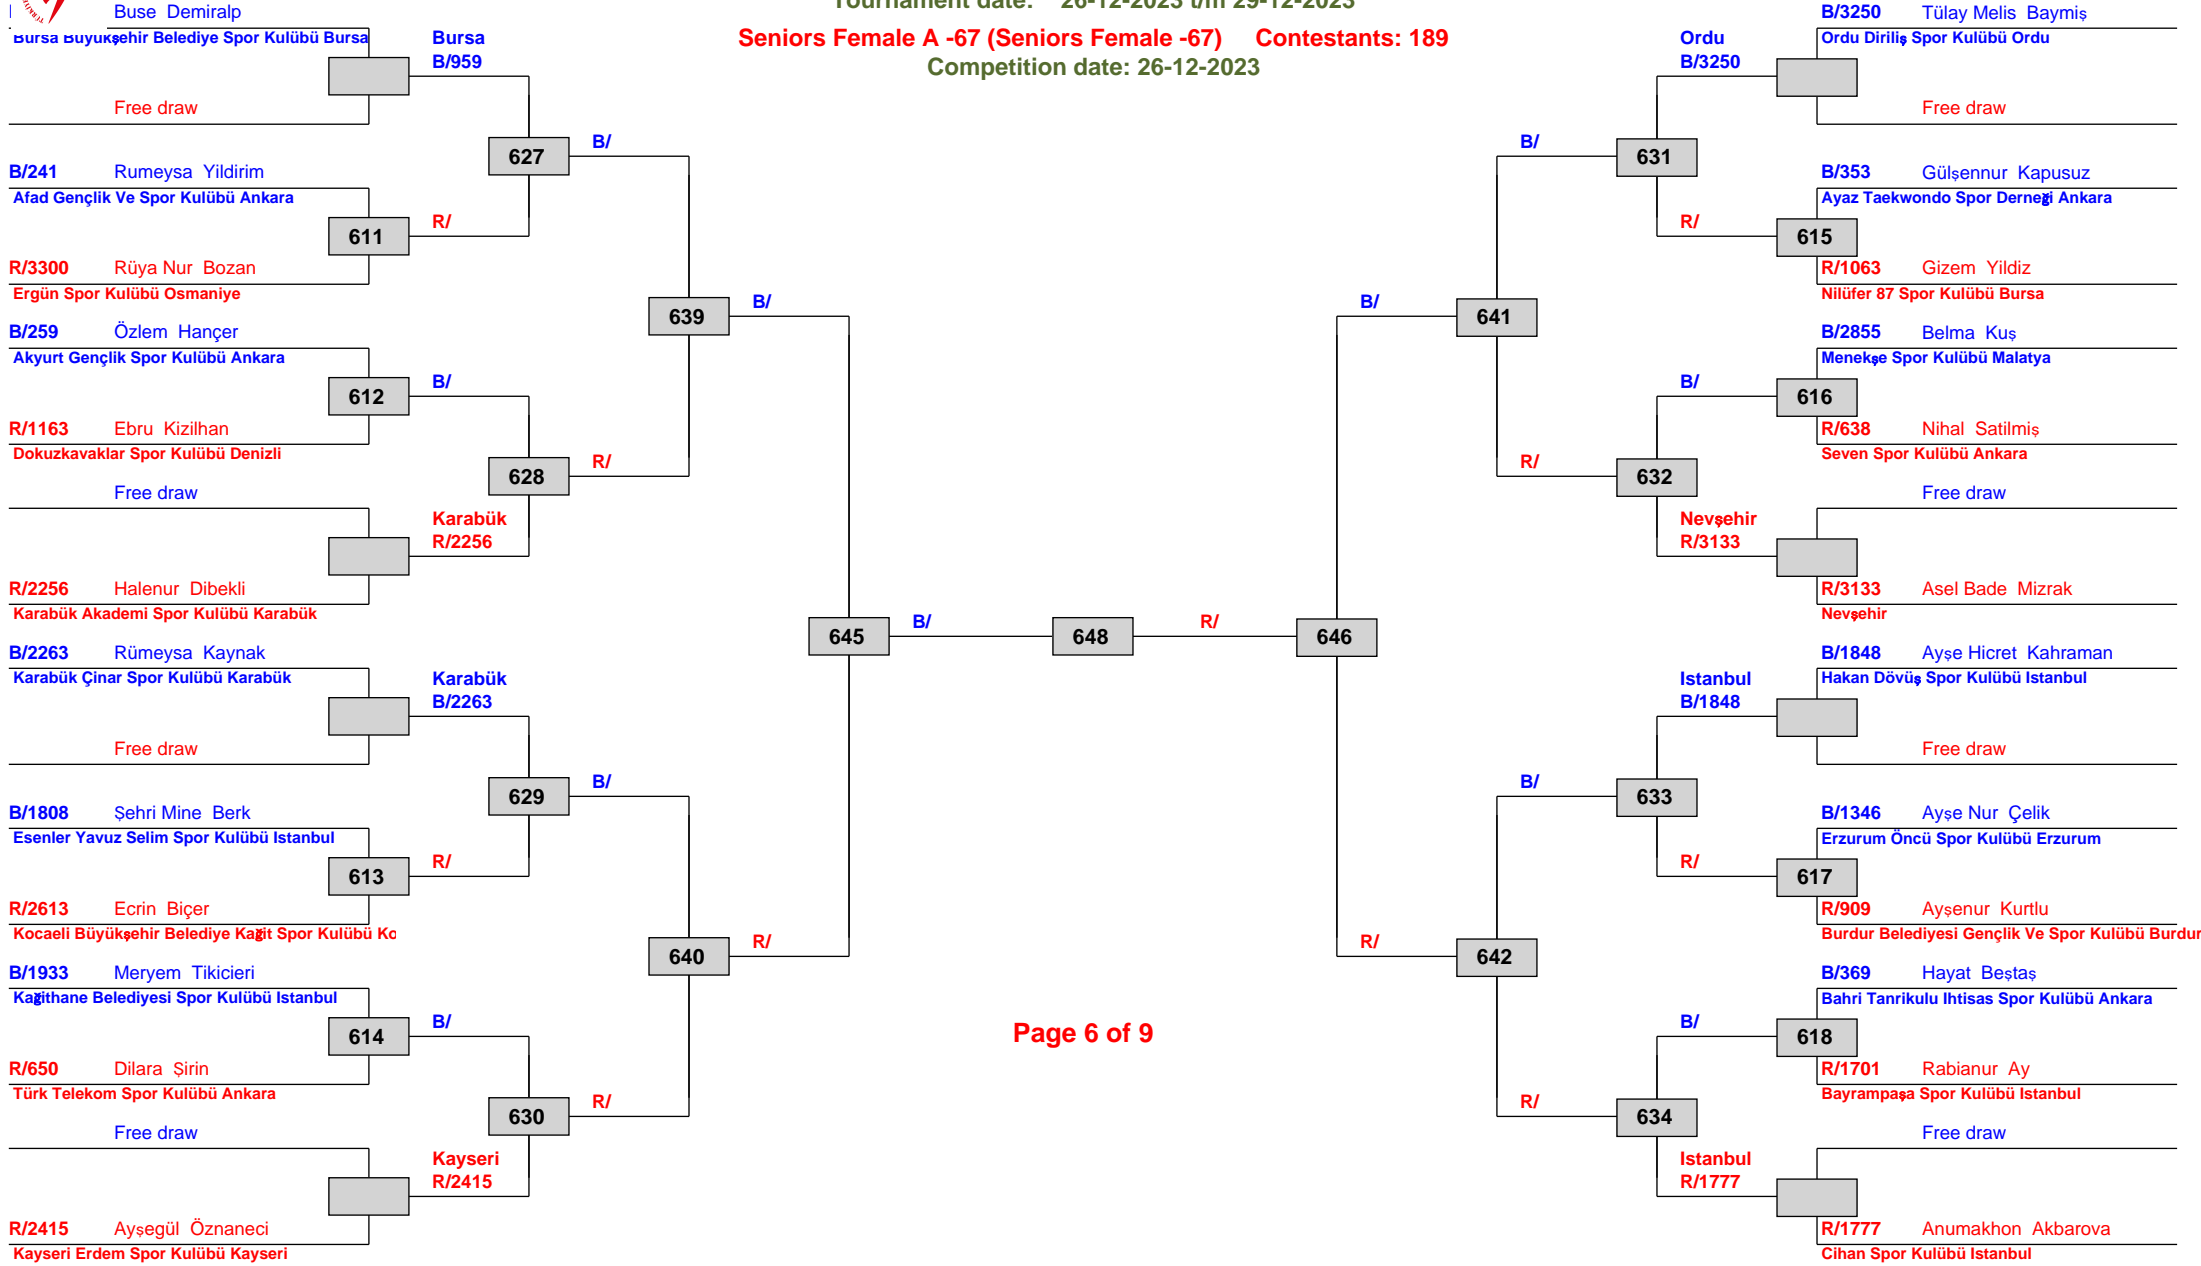 Tournament date: 26-12-2023 t/m 29-12-2023
Seniors Female A -67 (Seniors Female -67) Contestants: 189
Competition date: 26-12-2023
Buse Demiralp
Bursa Büyükşehir Belediye Spor Kulübü Bursa
Bursa
B/959
Free draw
627
B/
B/241 Rumeysa Yildirim
Afad Gençlik Ve Spor Kulübü Ankara
611
R/
R/3300 Rüya Nur Bozan
Ergün Spor Kulübü Osmaniye
639
B/
B/259 Özlem Hançer
Akyurt Gençlik Spor Kulübü Ankara
612
B/
R/1163 Ebru Kizilhan
Dokuzkavaklar Spor Kulübü Denizli
628
R/
Free draw
Karabük
R/2256
R/2256 Halenur Dibekli
Karabük Akademi Spor Kulübü Karabük
645
B/
648
R/
646
B/2263 Rümeysa Kaynak
Karabük Çinar Spor Kulübü Karabük
Karabük
B/2263
Free draw
629
B/
B/1808 Şehri Mine Berk
Esenler Yavuz Selim Spor Kulübü Istanbul
613
R/
R/2613 Ecrin Biçer
Kocaeli Büyükşehir Belediye Kağit Spor Kulübü Ko
640
R/
B/1933 Meryem Tikicieri
Kağithane Belediyesi Spor Kulübü Istanbul
614
B/
R/650 Dilara Şirin
Türk Telekom Spor Kulübü Ankara
630
R/
Free draw
Kayseri
R/2415
R/2415 Ayşegül Öznaneci
Kayseri Erdem Spor Kulübü Kayseri
Page 6 of 9
B/3250 Tülay Melis Baymiş
Ordu Diriliş Spor Kulübü Ordu
Ordu
B/3250
Free draw
B/
631
B/353 Gülşennur Kapusuz
Ayaz Taekwondo Spor Derneği Ankara
R/
615
R/1063 Gizem Yildiz
Nilüfer 87 Spor Kulübü Bursa
B/
641
B/2855 Belma Kuş
Menekşe Spor Kulübü Malatya
B/
616
R/638 Nihal Satilmiş
Seven Spor Kulübü Ankara
R/
632
Free draw
Nevşehir
R/3133
R/3133 Asel Bade Mizrak
Nevşehir
B/1848 Ayşe Hicret Kahraman
Hakan Dövüş Spor Kulübü Istanbul
Istanbul
B/1848
Free draw
B/
633
B/1346 Ayşe Nur Çelik
Erzurum Öncü Spor Kulübü Erzurum
R/
617
R/909 Ayşenur Kurtlu
Burdur Belediyesi Gençlik Ve Spor Kulübü Burdur
R/
642
B/369 Hayat Beştaş
Bahri Tanrikulu Ihtisas Spor Kulübü Ankara
B/
618
R/1701 Rabianur Ay
Bayrampaşa Spor Kulübü Istanbul
R/
634
Free draw
Istanbul
R/1777
R/1777 Anumakhon Akbarova
Cihan Spor Kulübü Istanbul